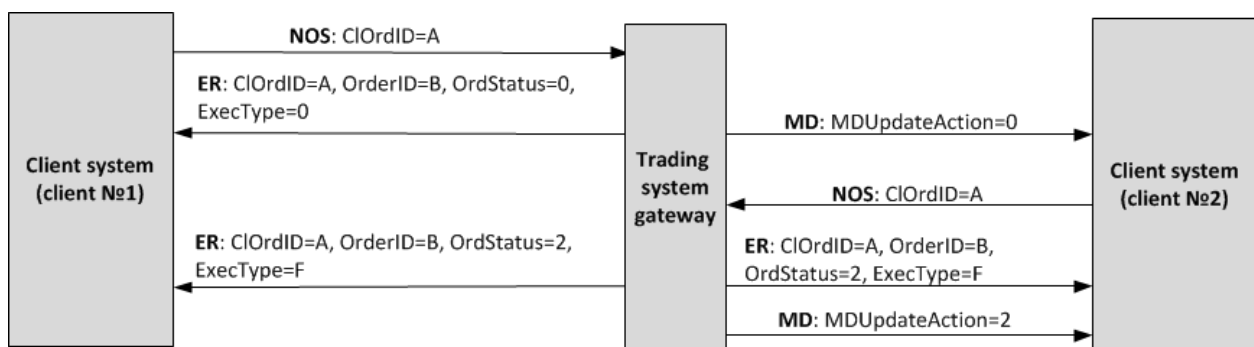 NOS: ClOrdID=A
ER: ClOrdID=A, OrderID=B, OrdStatus=0,
ExecType=0
MD: MDUpdateAction=0
Client system
(client №1)
Trading
system
gateway
Client system
(client №2)
NOS: ClOrdID=A
ER: ClOrdID=A, OrderID=B, OrdStatus=2,
ExecType=F
ER: ClOrdID=A, OrderID=B,
OrdStatus=2, ExecType=F
MD: MDUpdateAction=2